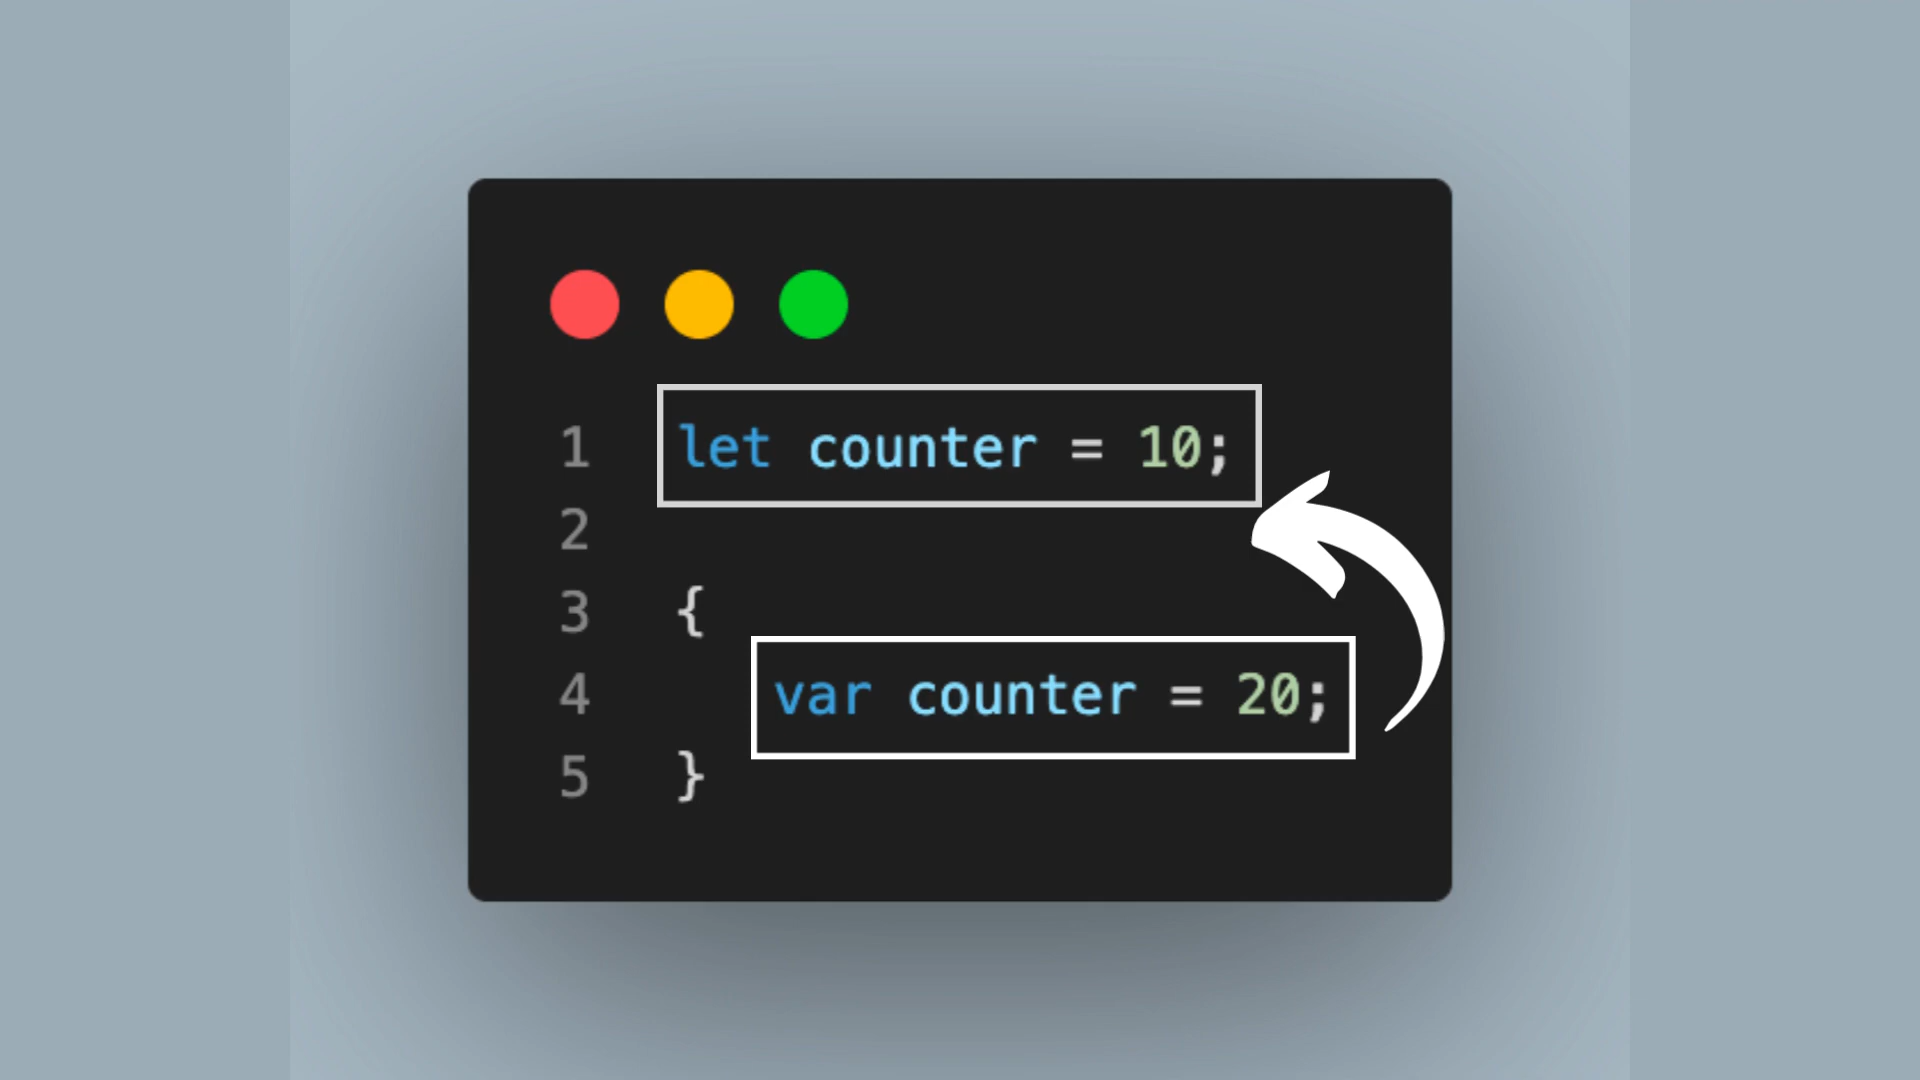 1 let counter = 10;
2
3 {
4 var counter = 20;
5 }